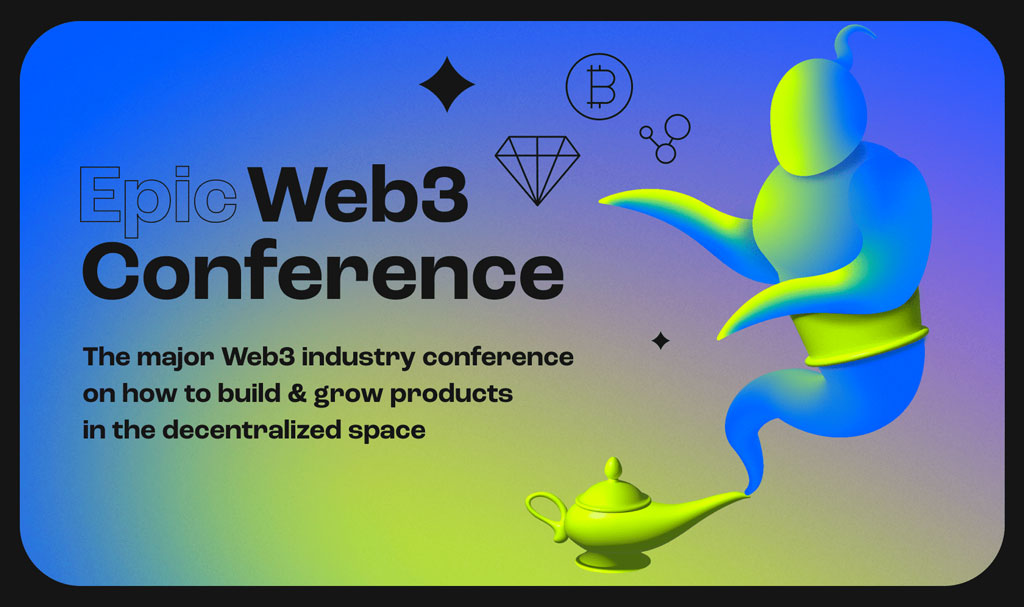 Epic Web3
Conference
The major Web3 industry conference
on how to build & grow products
in the decentralized space